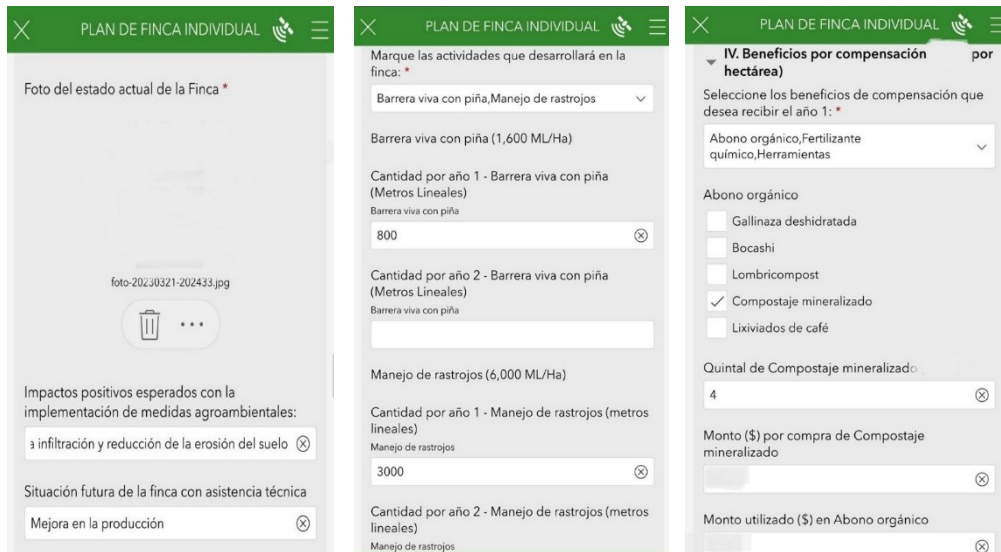 PLAN DE FINCA INDIVIDUAL
Foto del estado actual de la Finca *
foto-20230321-202433.jpg
Impactos positivos esperados con la
implementación de medidas agroambientales:
a infiltración y reducción de la erosión del suelo
Situación futura de la finca con asistencia técnica
Mejora en la producción
PLAN DE FINCA INDIVIDUAL
Marque las actividades que desarrollará en la
finca: *
Barrera viva con piña,Manejo de rastrojos
Barrera viva con piña (1,600 ML/Ha)
Cantidad por año 1 - Barrera viva con piña
(Metros Lineales)
Barrera viva con piña
800
Cantidad por año 2 - Barrera viva con piña
(Metros Lineales)
Barrera viva con piña
Manejo de rastrojos (6,000 ML/Ha)
Cantidad por año 1 - Manejo de rastrojos (metros
lineales)
Manejo de rastrojos
3000
Cantidad por año 2 - Manejo de rastrojos (metros
lineales)
Manejo de rastrojos
PLAN DE FINCA INDIVIDUAL
IV. Beneficios por compensación por
hectárea)
Seleccione los beneficios de compensación que
desea recibir el año 1: *
Abono orgánico,Fertilizante
químico,Herramientas
Abono orgánico
Gallinaza deshidratada
Bocashi
Lombricompost
Compostaje mineralizado
Lixiviados de café
Quintal de Compostaje mineralizado
4
Monto ($) por compra de Compostaje
mineralizado
Monto utilizado ($) en Abono orgánico